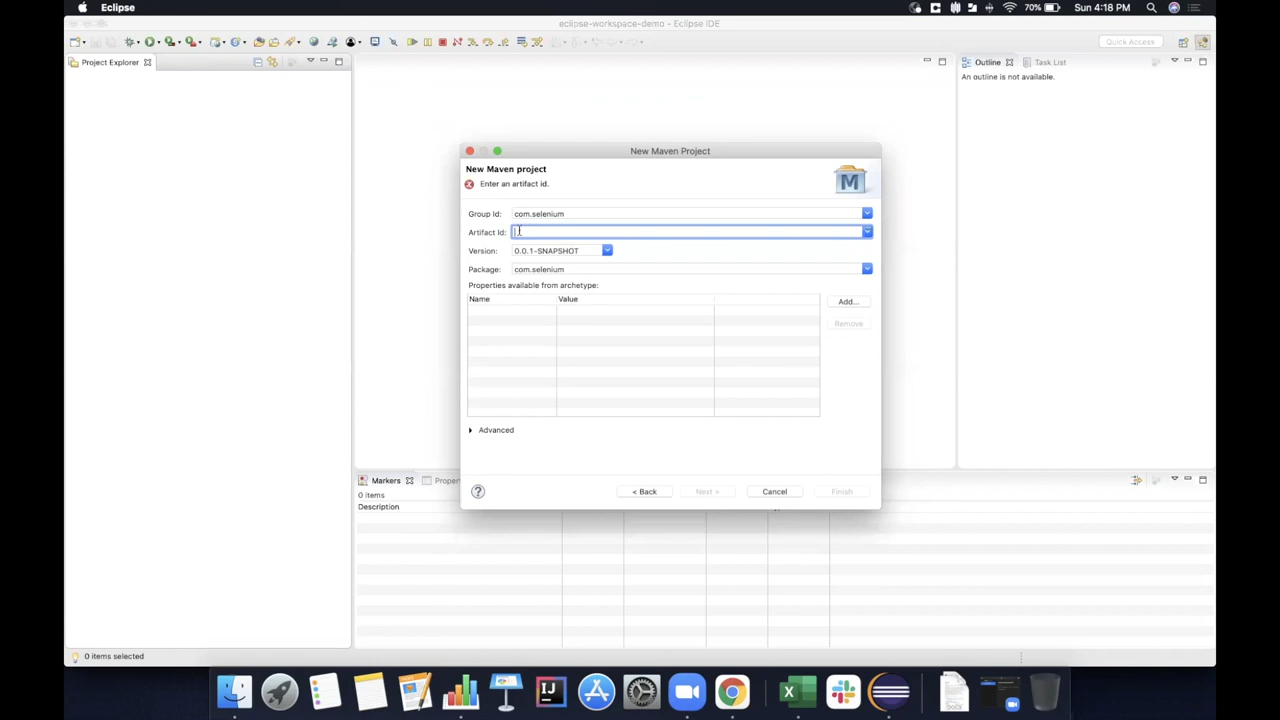 Eclipse
70%
Sun 4:18 PM
eclipse-workspace-demo - Eclipse IDE
Quick Access
Project Explorer
Outline
Task List
An outline is not available.
New Maven Project
New Maven project
Enter an artifact id.
M
Group Id:
com.selenium
Artifact Id:
Version:
0.0.1-SNAPSHOT
Package:
com.selenium
Properties available from archetype:
Name
Value
Add...
Remove
Advanced
?
< Back
Next >
Cancel
Finish
Markers
Proper
0 items
Description
0 items selected
IJ